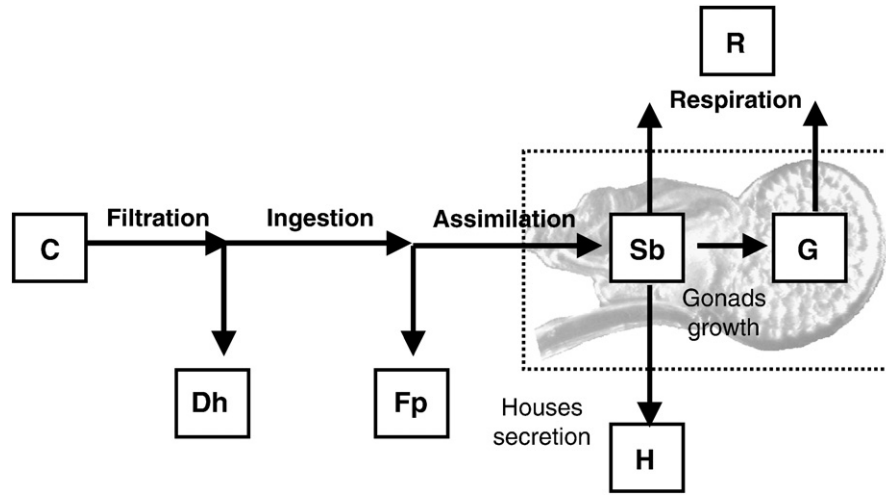 R
Respiration
Filtration
Ingestion
Assimilation
C
Sb
G
Gonads
growth
Dh
Fp
Houses
secretion
H